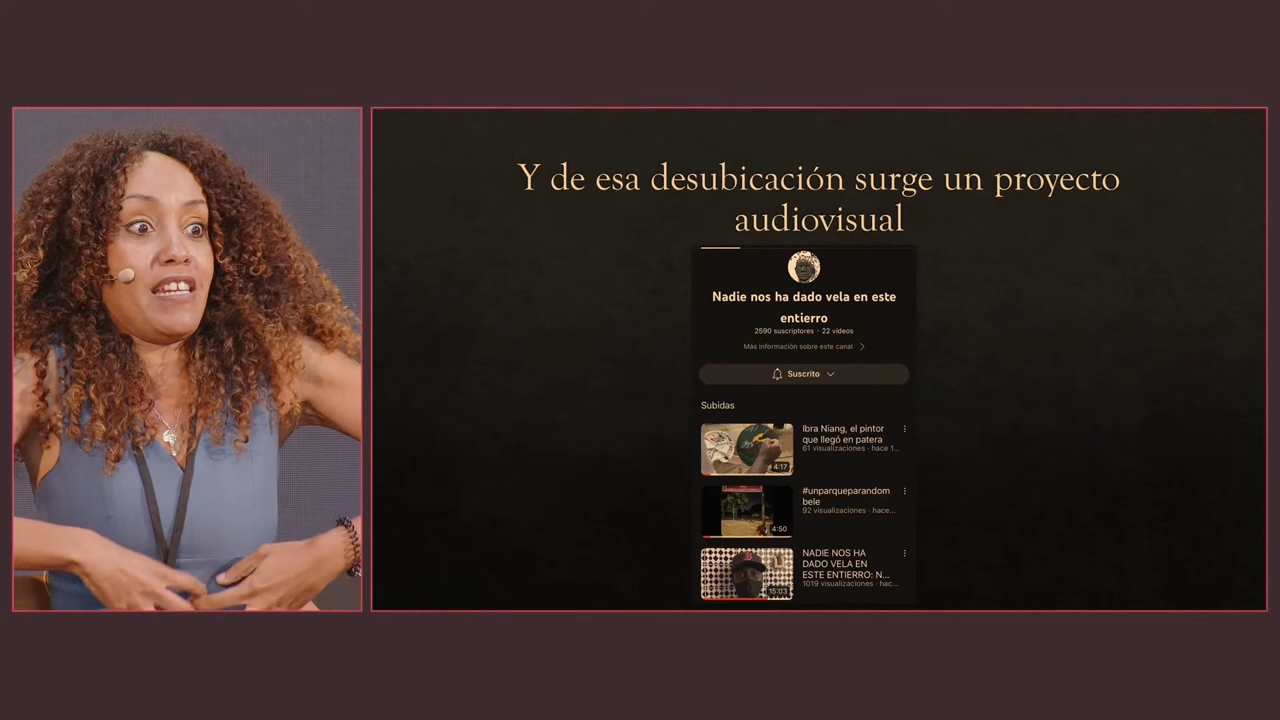 Y de esa desubicación surge un proyecto
audiovisual
Nadie nos ha dado vela en este
entierro
2590 suscriptores · 22 vídeos
Más información sobre este canal
Suscrito
Subidas
Ibra Niang, el pintor
que llegó en patera
61 visualizaciones · hace 1...
4:17
#unparqueparandom
bele
92 visualizaciones · hace...
4:50
NADIE NOS HA
DADO VELA EN
ESTE ENTIERRO: N...
1019 visualizaciones · hac...
15:03